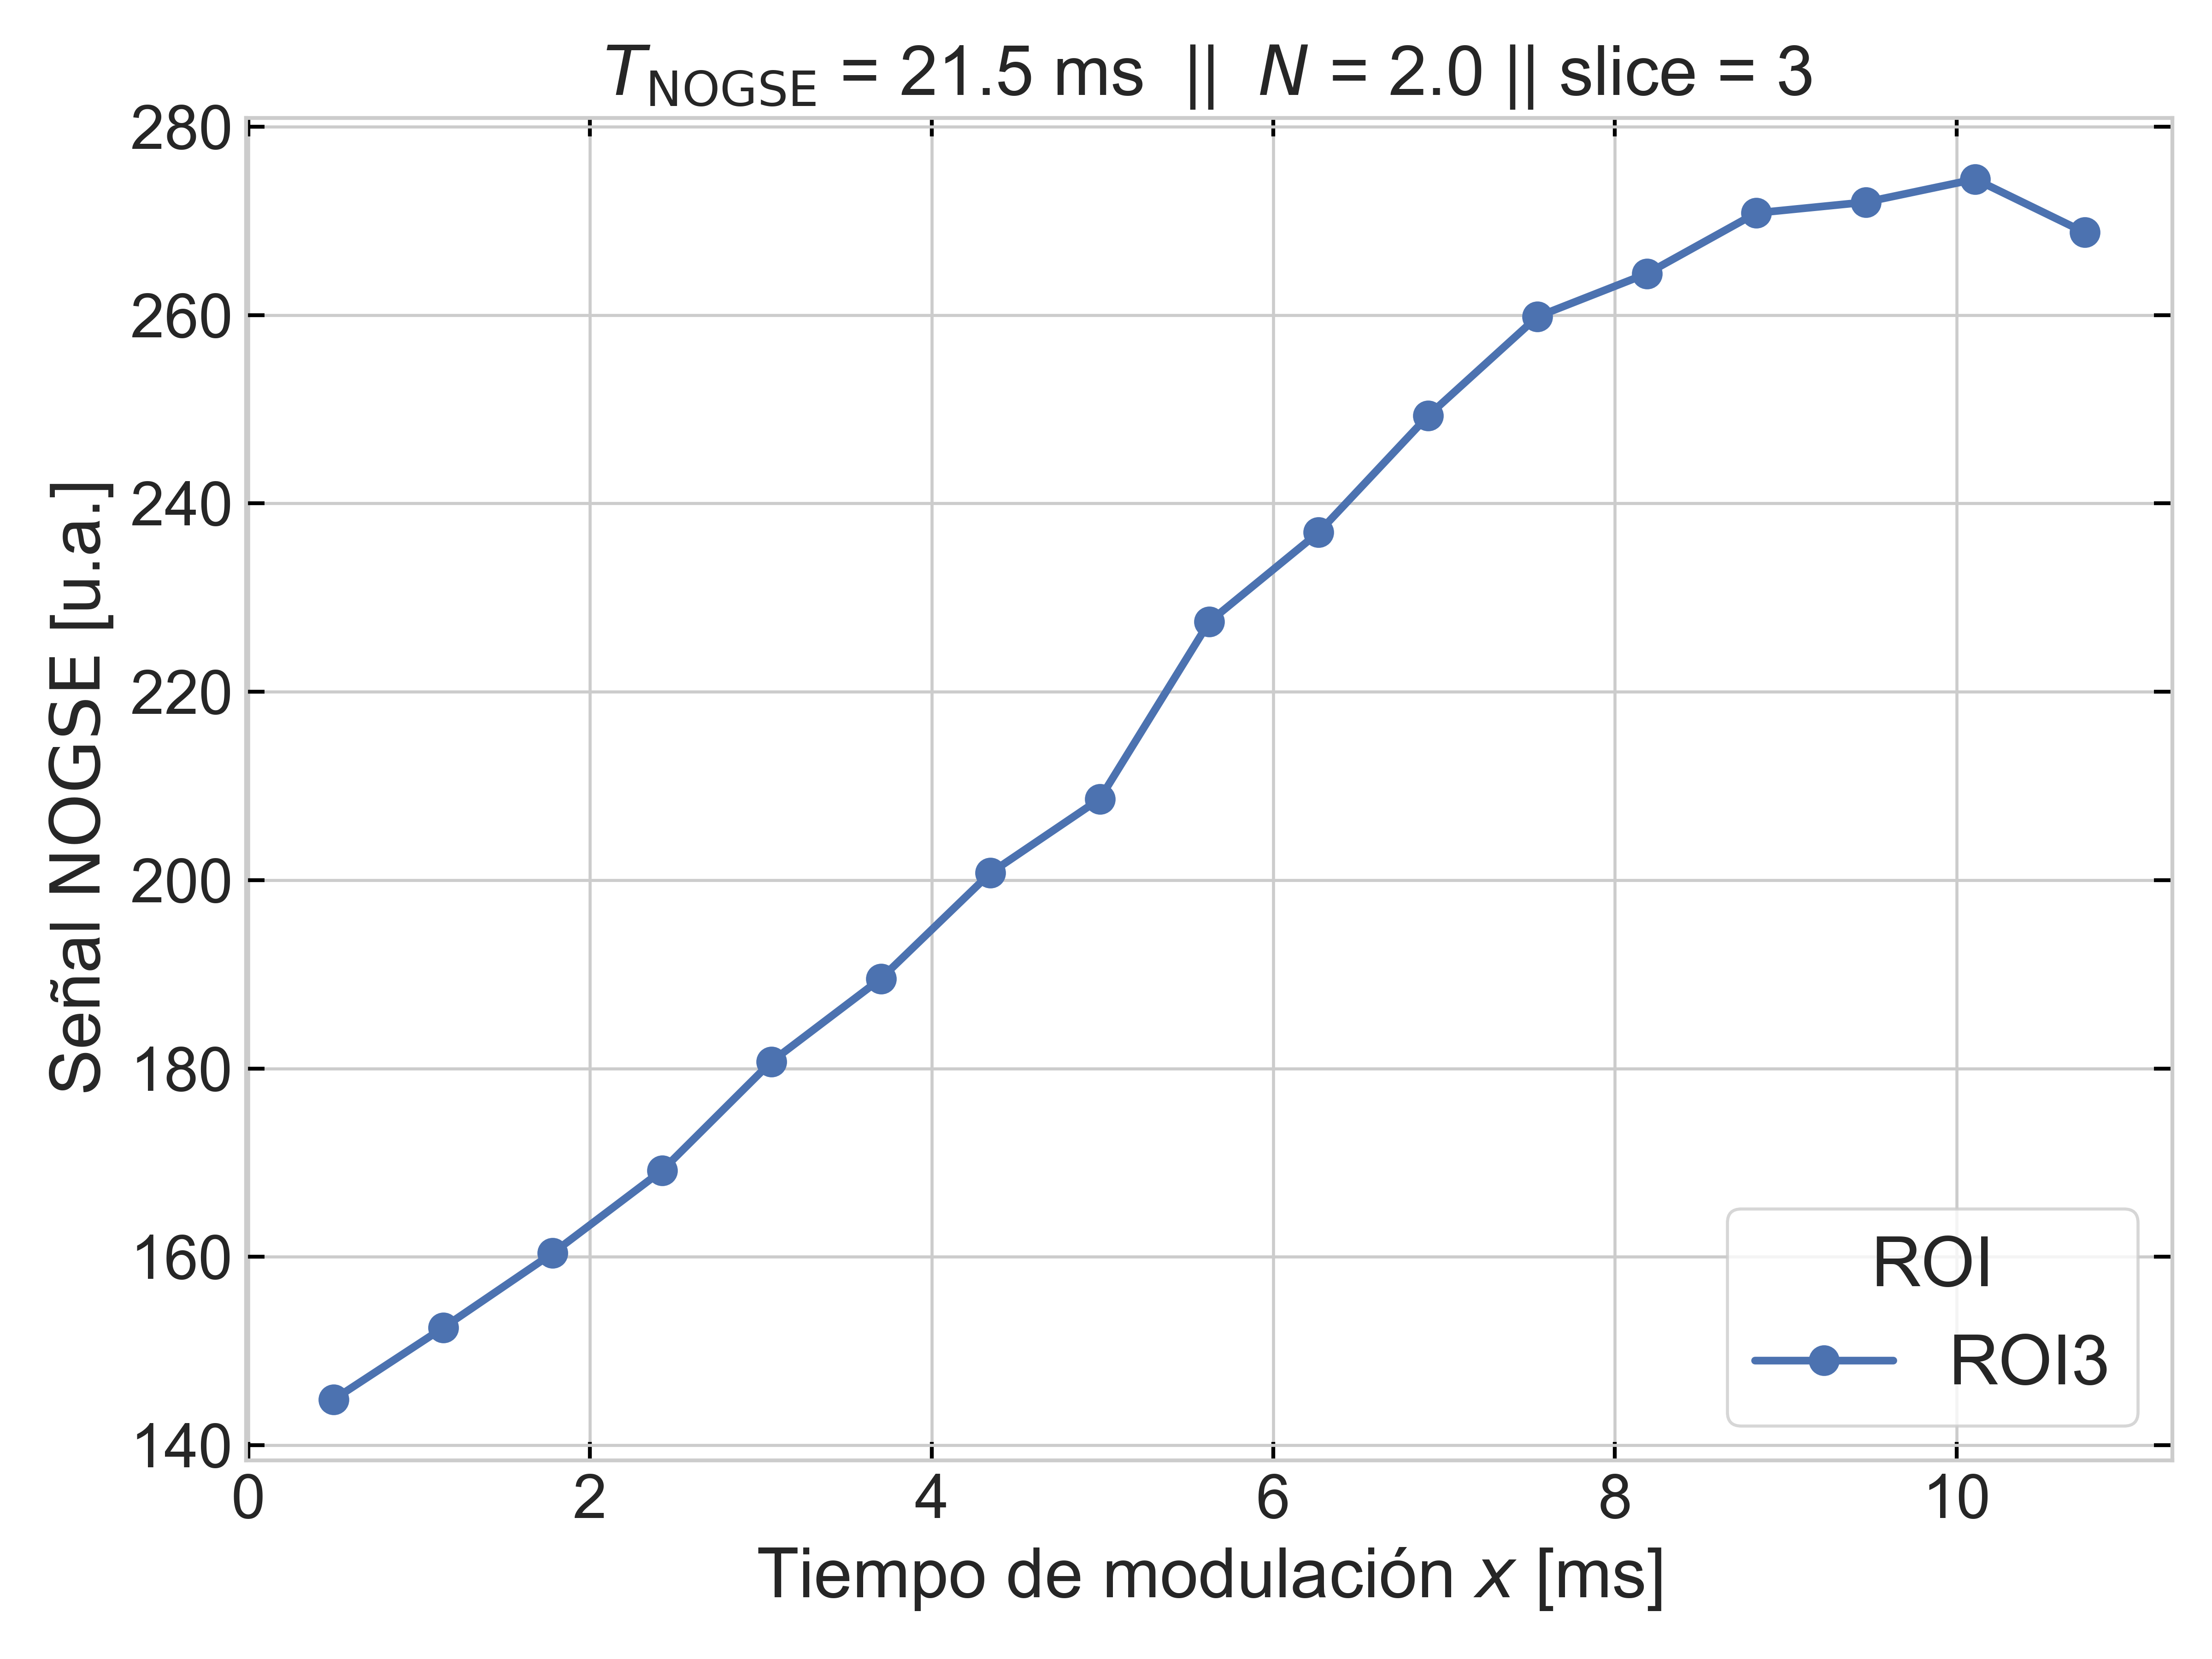 T_NOGSE = 21.5 ms || N = 2.0 || slice = 3
Señal NOGSE [u.a.]
280
260
240
220
200
180
160
140
0 2 4 6 8 10
Tiempo de modulación x [ms]
ROI
ROI3